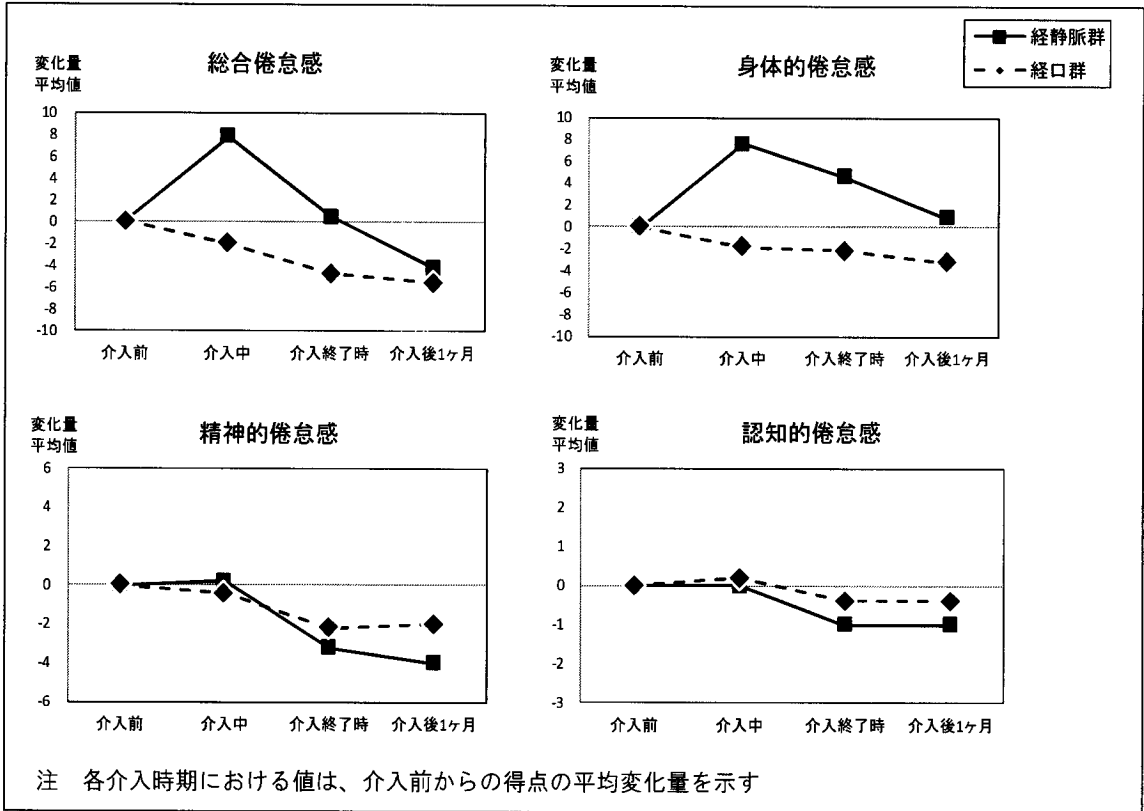 経静脈群
経口群
変化量
平均値
総合倦怠感
10
8
6
4
2
0
-2
-4
-6
-8
-10
介入前 介入中 介入終了時 介入後1ヶ月
変化量
平均値
身体的倦怠感
10
8
6
4
2
0
-2
-4
-6
-8
-10
介入前 介入中 介入終了時 介入後1ヶ月
変化量
平均値
精神的倦怠感
6
4
2
0
-2
-4
-6
介入前 介入中 介入終了時 介入後1ヶ月
変化量
平均値
認知的倦怠感
3
2
1
0
-1
-2
-3
介入前 介入中 介入終了時 介入後1ヶ月
注 各介入時期における値は、介入前からの得点の平均変化量を示す